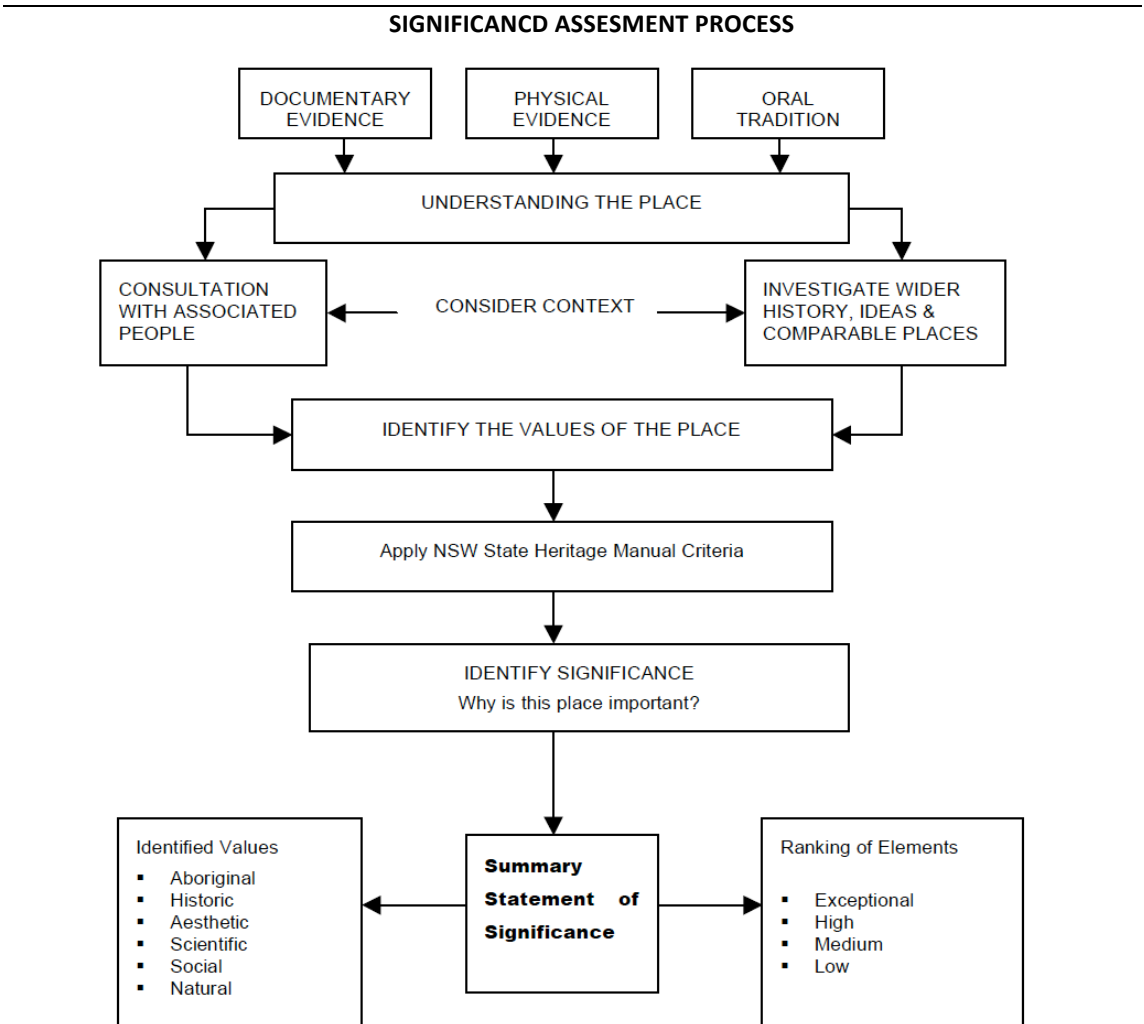 SIGNIFICANCD ASSESMENT PROCESS
DOCUMENTARY
EVIDENCE
PHYSICAL
EVIDENCE
ORAL
TRADITION
UNDERSTANDING THE PLACE
CONSULTATION
WITH ASSOCIATED
PEOPLE
CONSIDER CONTEXT
INVESTIGATE WIDER
HISTORY, IDEAS &
COMPARABLE PLACES
IDENTIFY THE VALUES OF THE PLACE
Apply NSW State Heritage Manual Criteria
IDENTIFY SIGNIFICANCE
Why is this place important?
Identified Values
▪ Aboriginal
▪ Historic
▪ Aesthetic
▪ Scientific
▪ Social
▪ Natural
Summary
Statement of
Significance
Ranking of Elements
▪ Exceptional
▪ High
▪ Medium
▪ Low